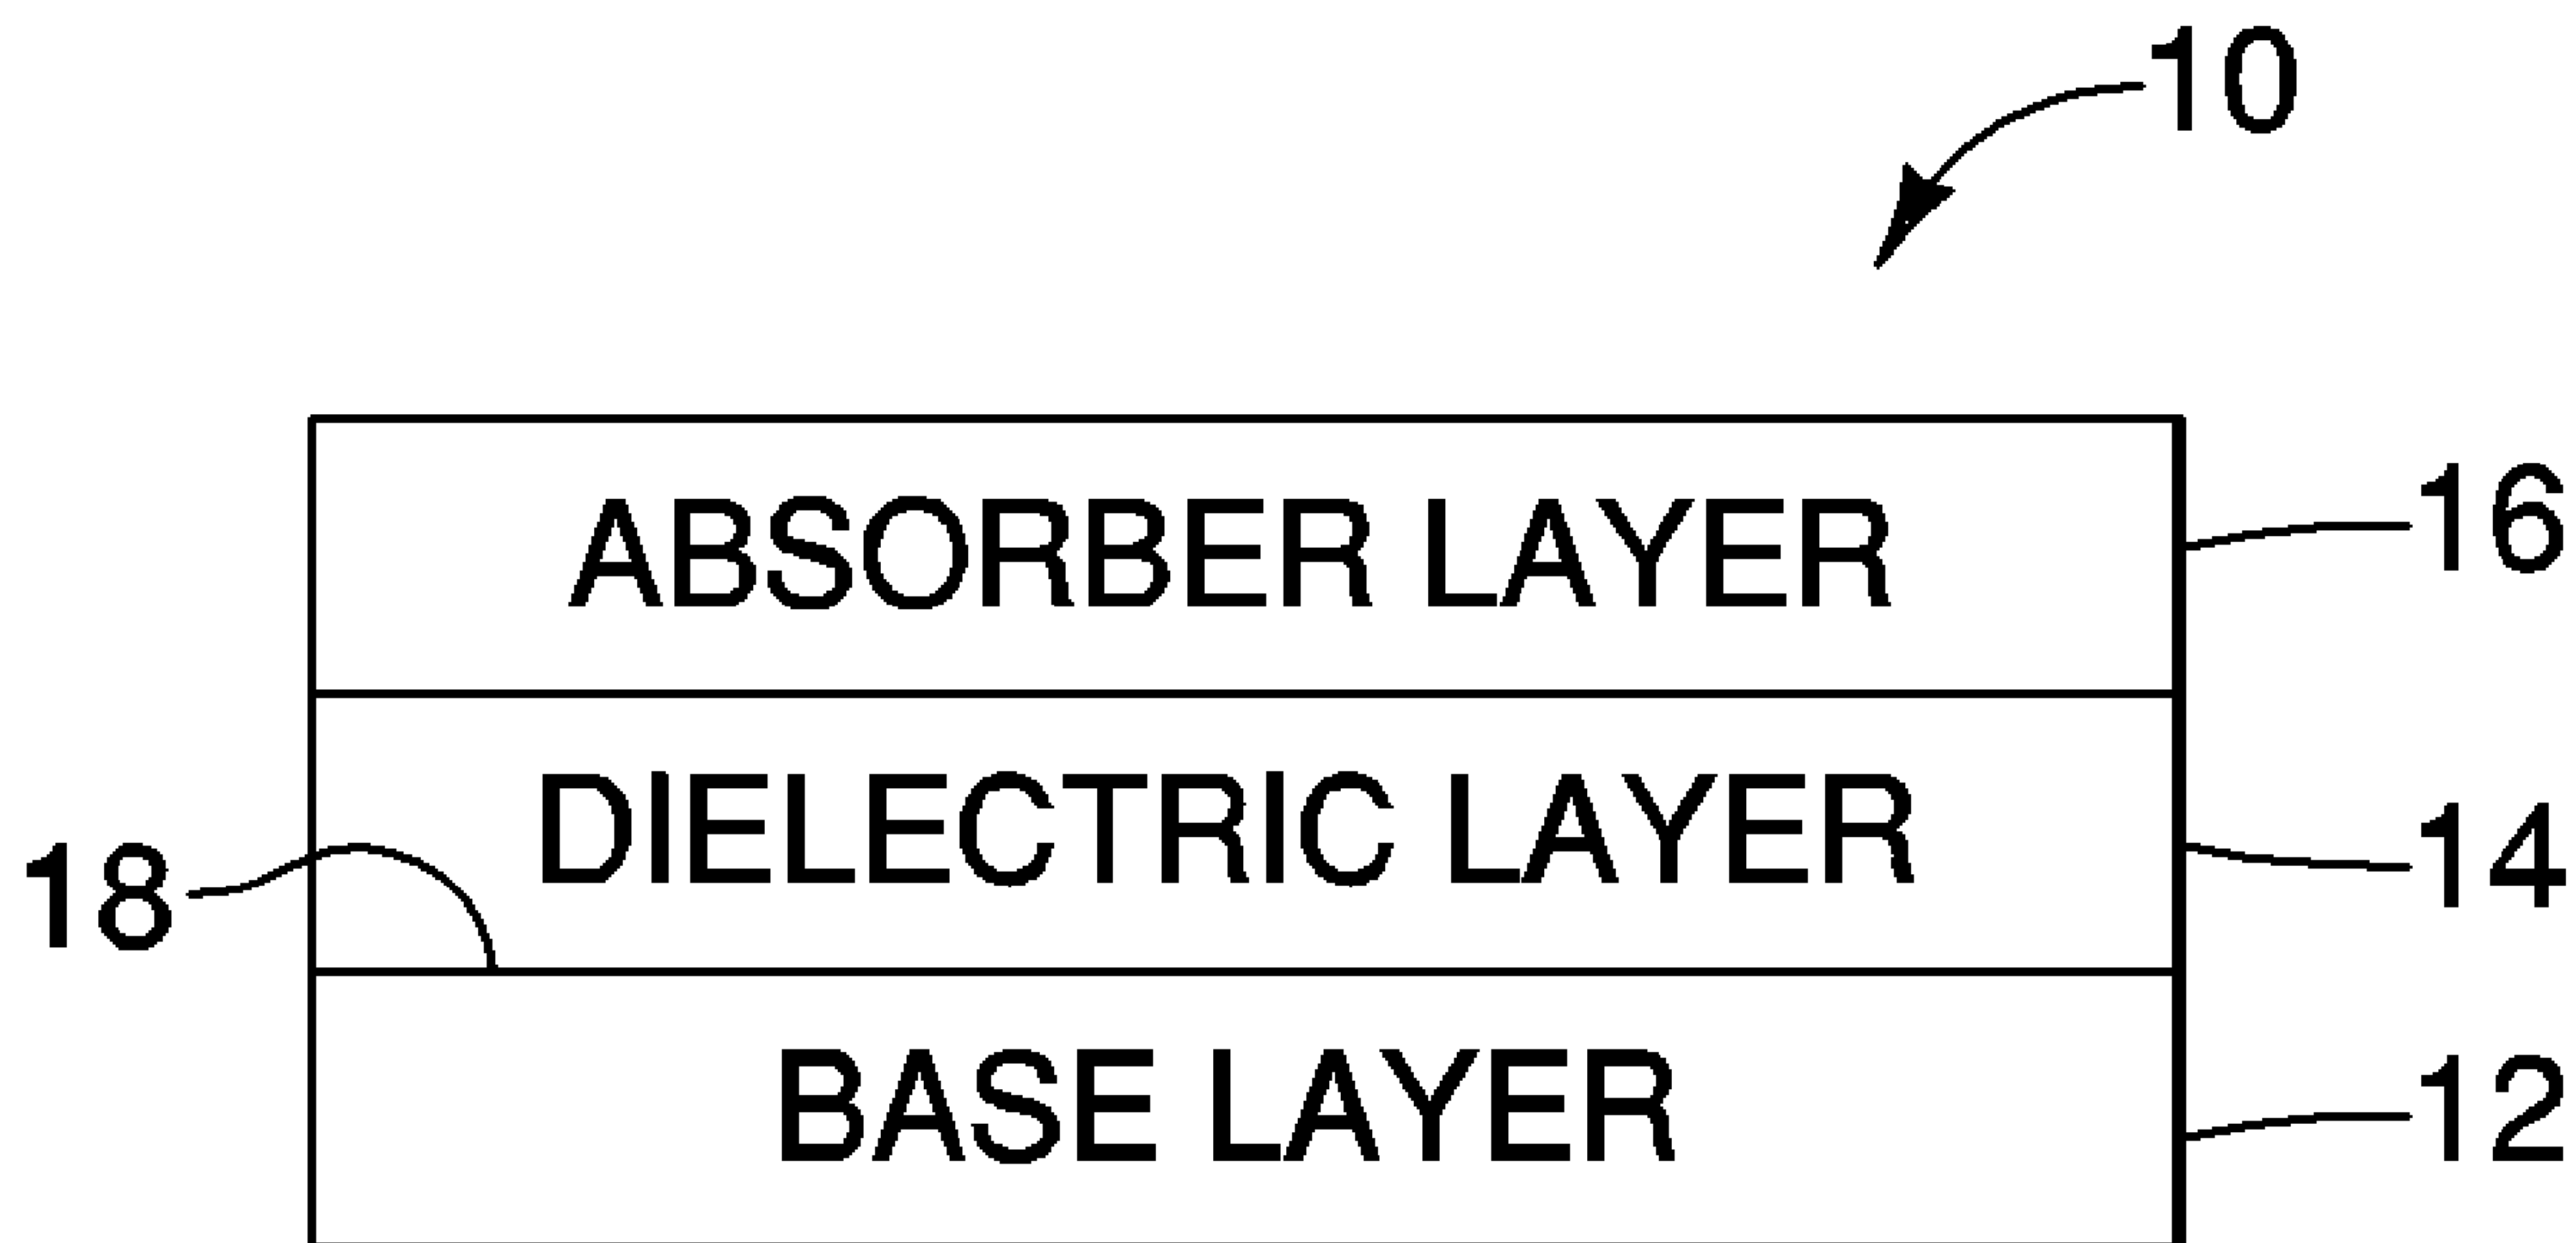 10
ABSORBER LAYER 16
DIELECTRIC LAYER 14
18
BASE LAYER 12